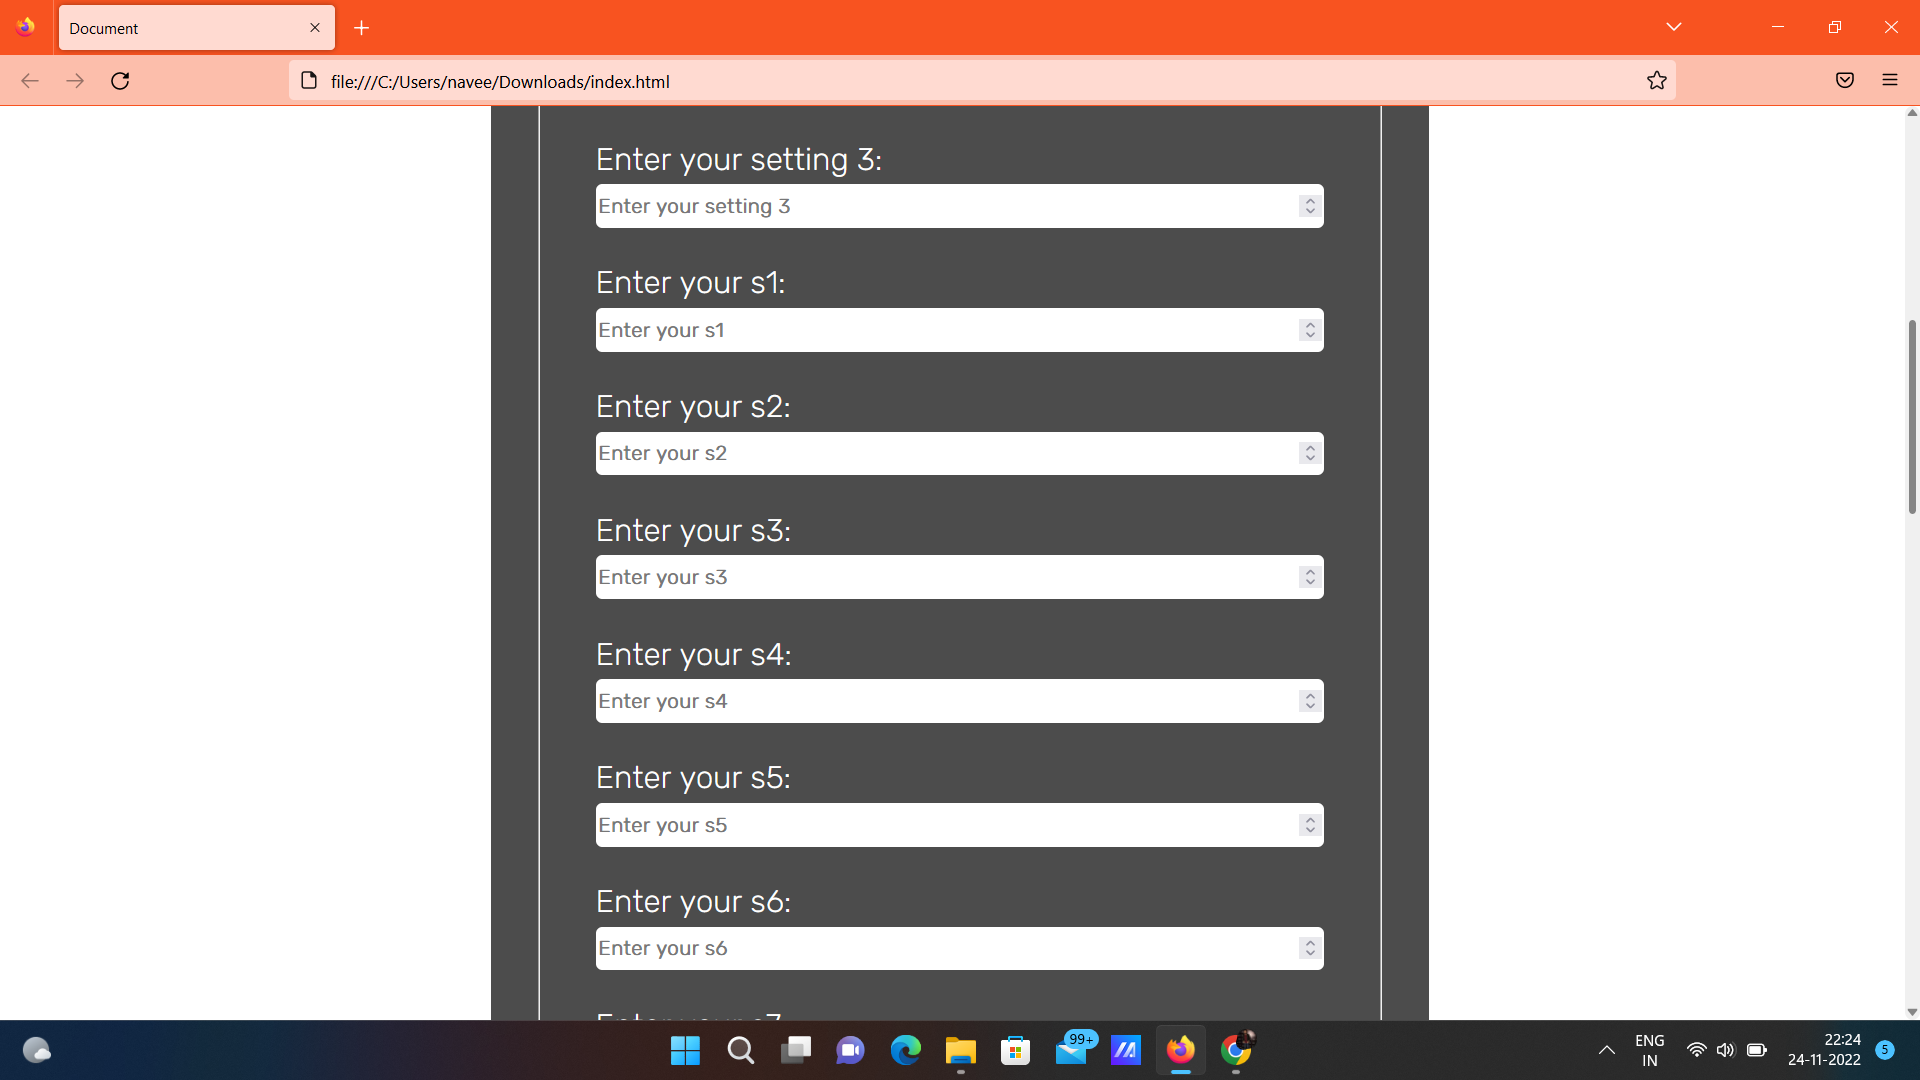 Document
file:///C:/Users/navee/Downloads/index.html
Enter your setting 3:
Enter your setting 3
Enter your s1:
Enter your s1
Enter your s2:
Enter your s2
Enter your s3:
Enter your s3
Enter your s4:
Enter your s4
Enter your s5:
Enter your s5
Enter your s6:
Enter your s6
99+
ENG
IN
22:24
24-11-2022
5